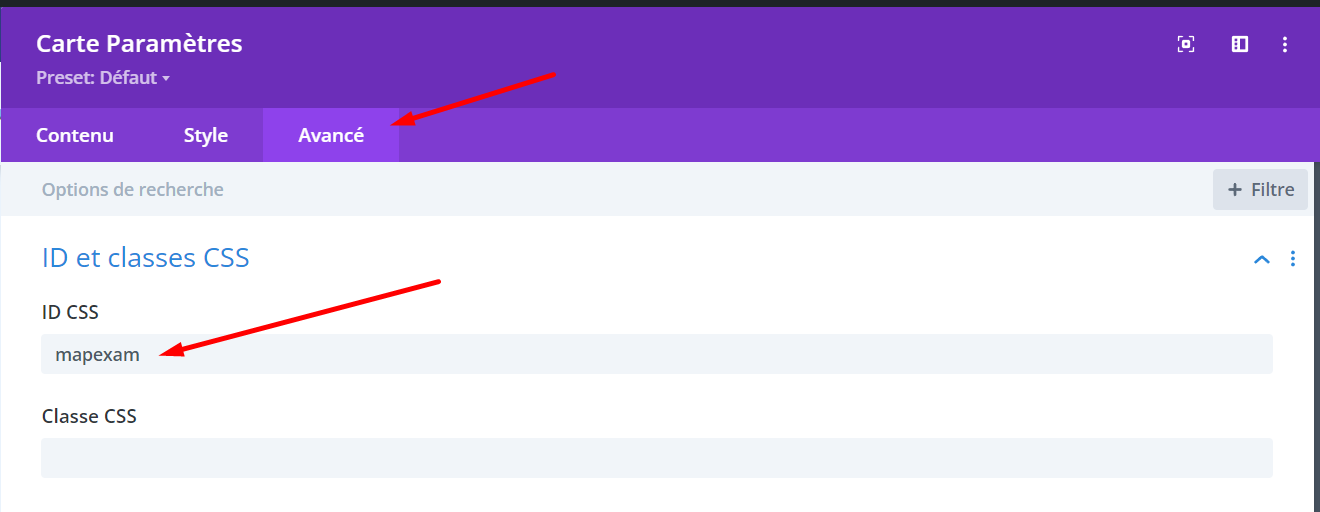 Carte Paramètres
Preset: Défaut
Contenu Style Avancé
Options de recherche + Filtre
ID et classes CSS
ID CSS
mapexam
Classe CSS